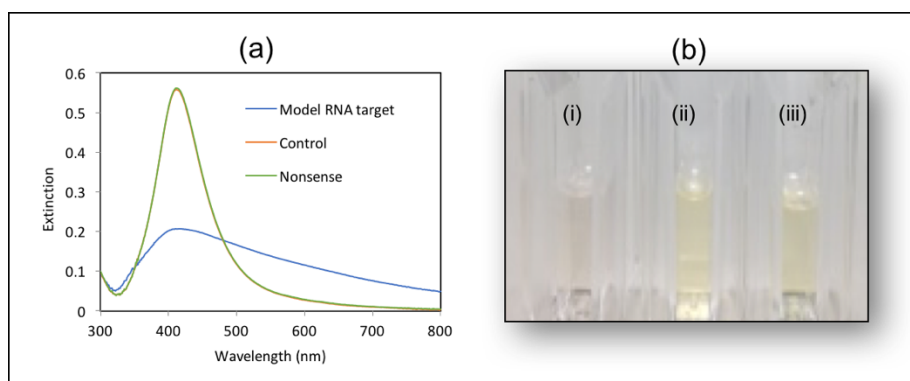 (a)
0.6
0.5
0.4
0.3
0.2
0.1
0
Extinction
300 400 500 600 700 800
Wavelength (nm)
Model RNA target
Control
Nonsense
(b)
(i) (ii) (iii)